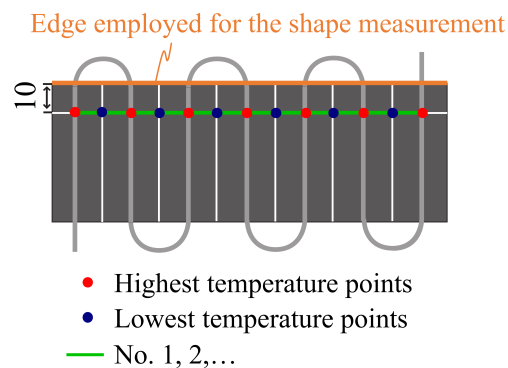 Edge employed for the shape measurement
10
Highest temperature points
Lowest temperature points
No. 1, 2,…